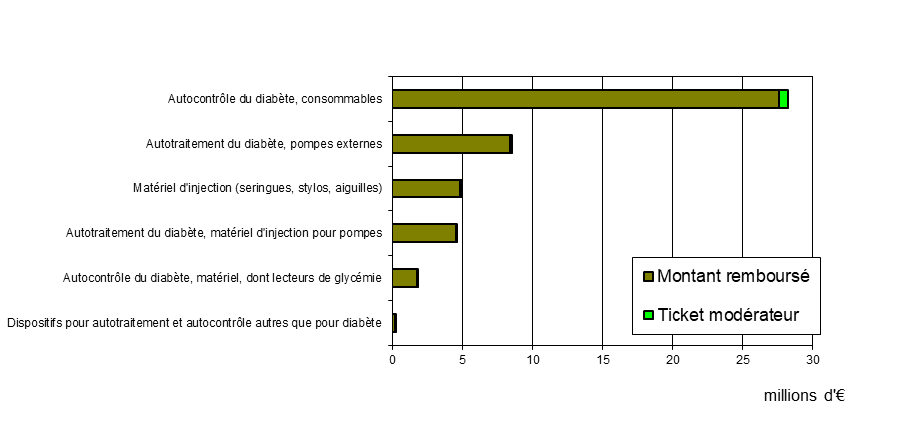 Autocontrôle du diabète, consommables
Autotraitement du diabète, pompes externes
Matériel d'injection (seringues, stylos, aiguilles)
Autotraitement du diabète, matériel d'injection pour pompes
Autocontrôle du diabète, matériel, dont lecteurs de glycémie
Dispositifs pour autotraitement et autocontrôle autres que pour diabète
Montant remboursé
Ticket modérateur
0 5 10 15 20 25 30
millions d'€